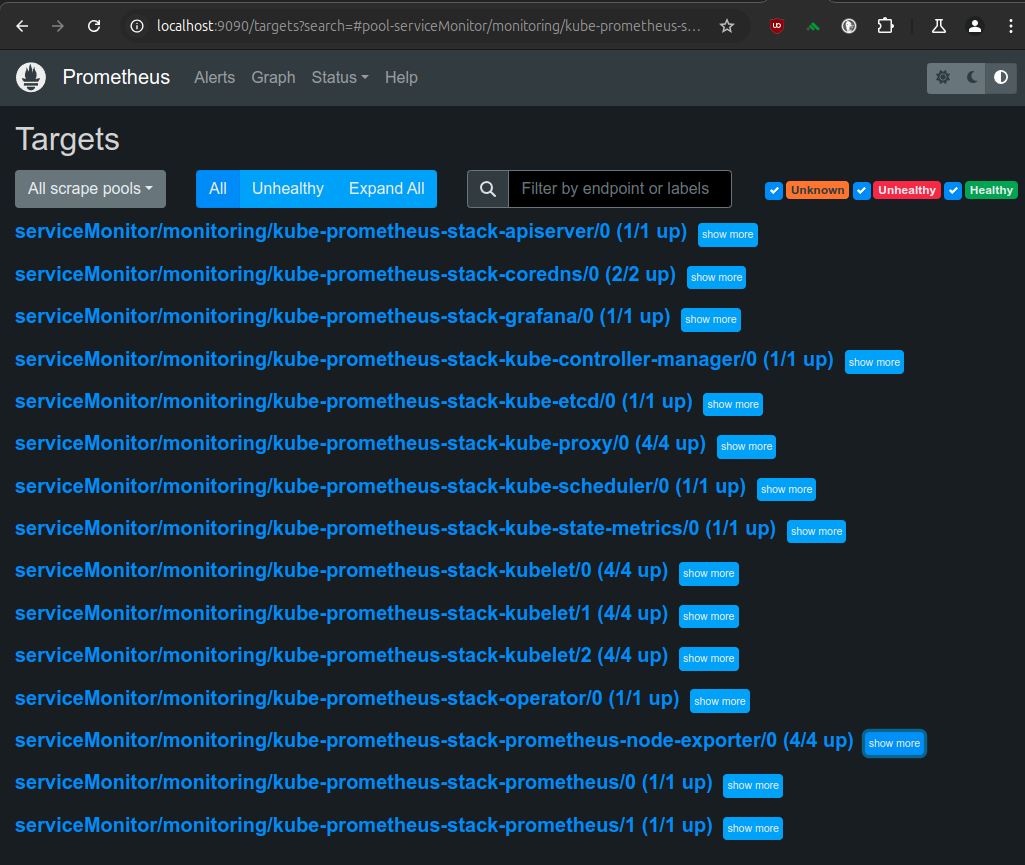 localhost:9090/targets?search=#pool-serviceMonitor/monitoring/kube-prometheus-s...
Prometheus Alerts Graph Status Help
Targets
All scrape pools All Unhealthy Expand All Filter by endpoint or labels Unknown Unhealthy Healthy
serviceMonitor/monitoring/kube-prometheus-stack-apiserver/0 (1/1 up) show more
serviceMonitor/monitoring/kube-prometheus-stack-coredns/0 (2/2 up) show more
serviceMonitor/monitoring/kube-prometheus-stack-grafana/0 (1/1 up) show more
serviceMonitor/monitoring/kube-prometheus-stack-kube-controller-manager/0 (1/1 up) show more
serviceMonitor/monitoring/kube-prometheus-stack-kube-etcd/0 (1/1 up) show more
serviceMonitor/monitoring/kube-prometheus-stack-kube-proxy/0 (4/4 up) show more
serviceMonitor/monitoring/kube-prometheus-stack-kube-scheduler/0 (1/1 up) show more
serviceMonitor/monitoring/kube-prometheus-stack-kube-state-metrics/0 (1/1 up) show more
serviceMonitor/monitoring/kube-prometheus-stack-kubelet/0 (4/4 up) show more
serviceMonitor/monitoring/kube-prometheus-stack-kubelet/1 (4/4 up) show more
serviceMonitor/monitoring/kube-prometheus-stack-kubelet/2 (4/4 up) show more
serviceMonitor/monitoring/kube-prometheus-stack-operator/0 (1/1 up) show more
serviceMonitor/monitoring/kube-prometheus-stack-prometheus-node-exporter/0 (4/4 up) show more
serviceMonitor/monitoring/kube-prometheus-stack-prometheus/0 (1/1 up) show more
serviceMonitor/monitoring/kube-prometheus-stack-prometheus/1 (1/1 up) show more